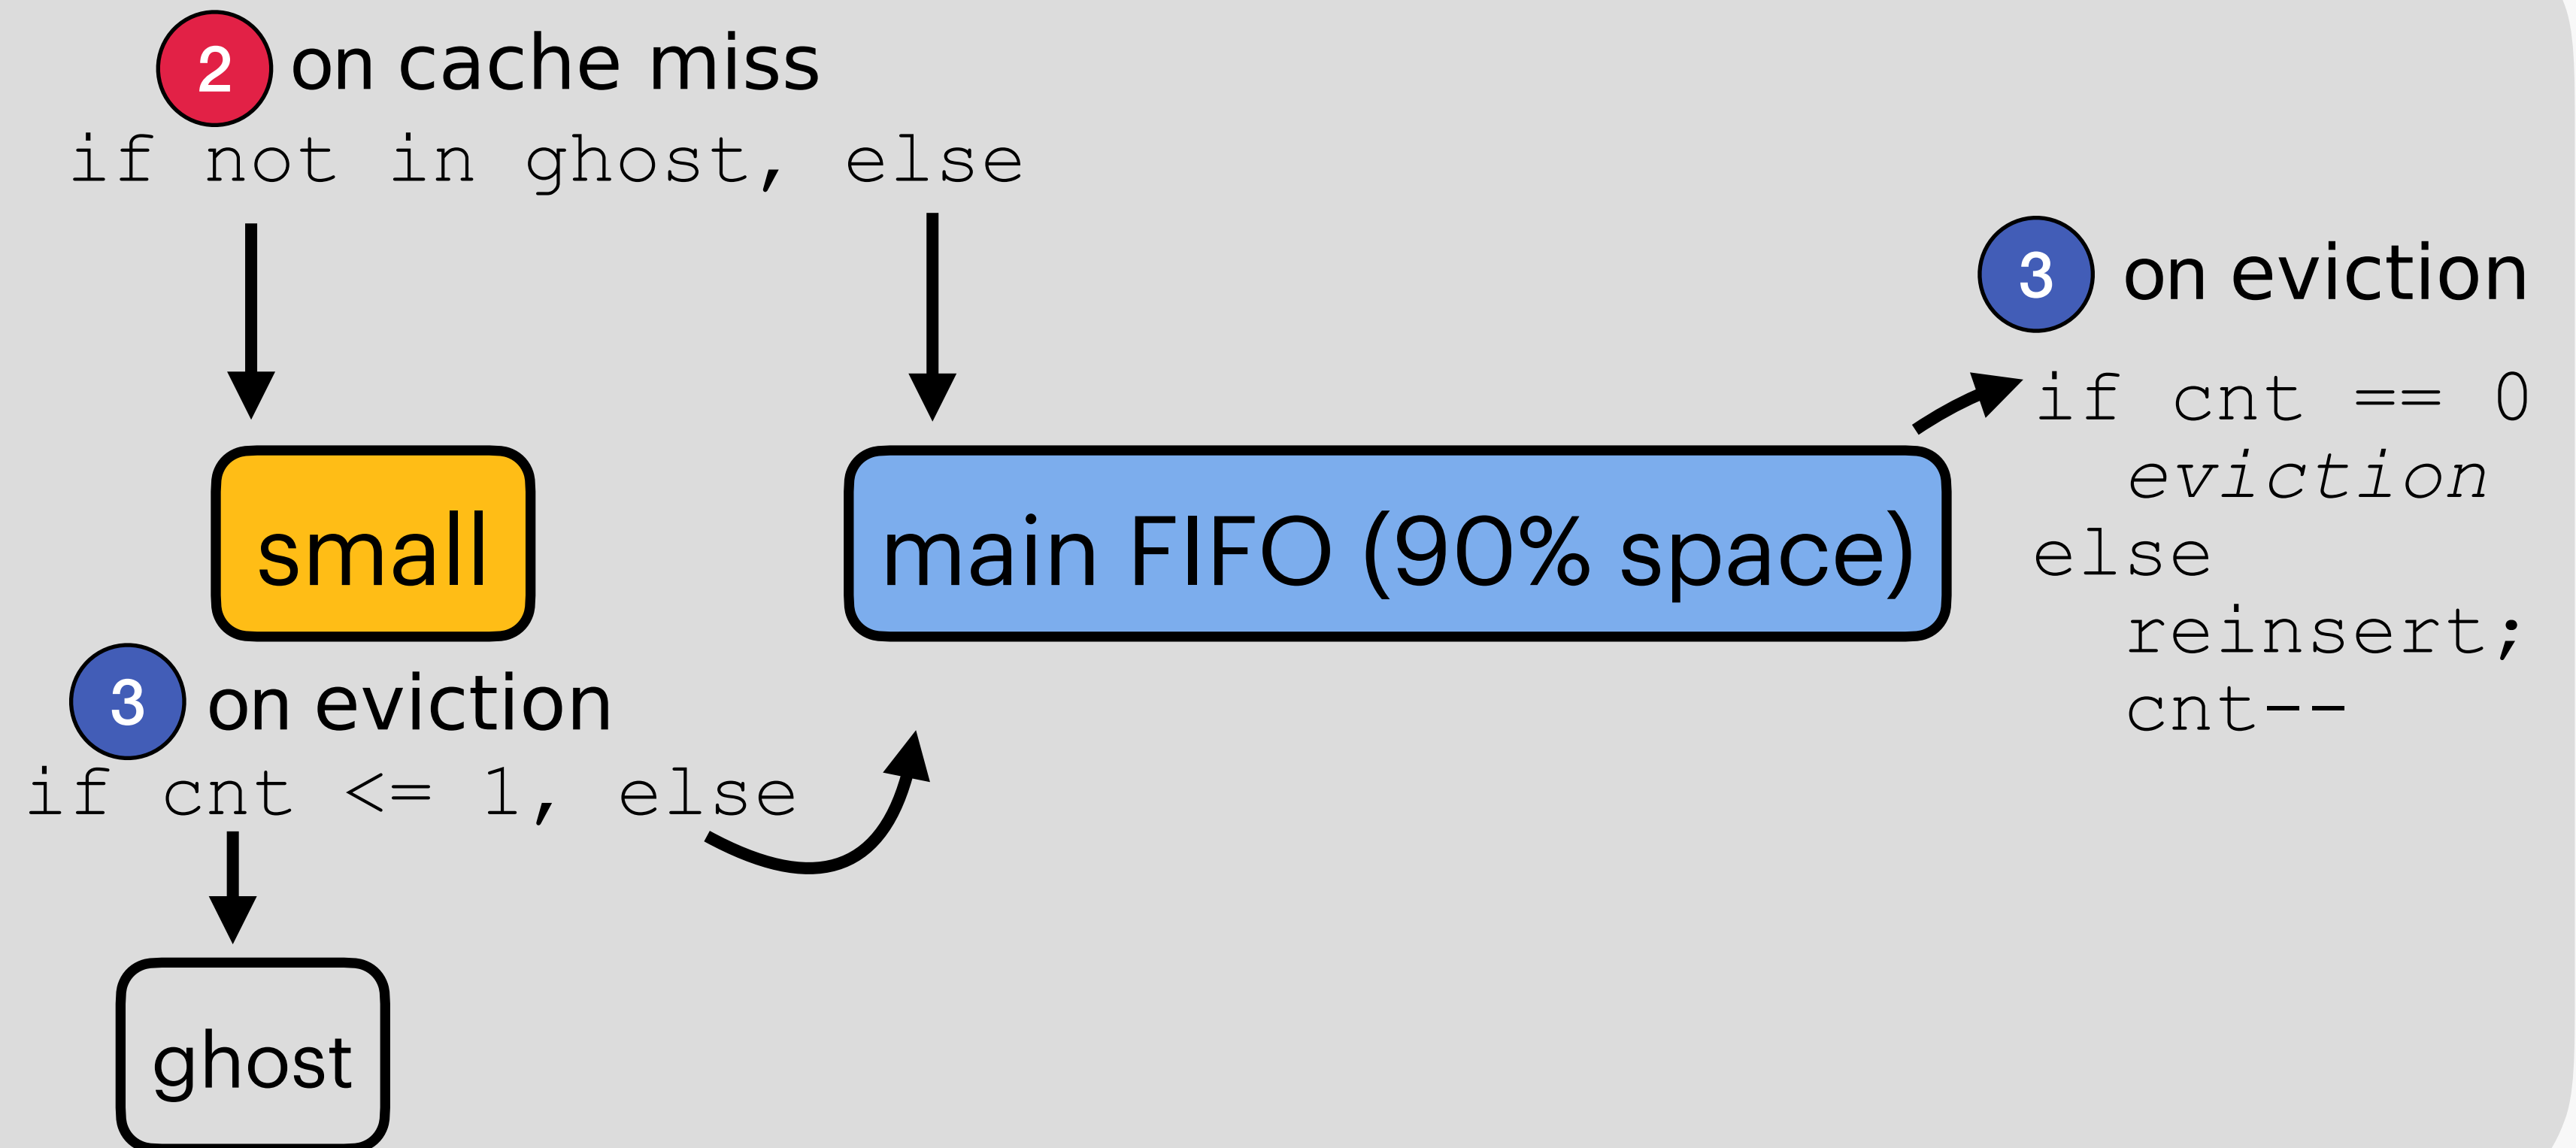 2 on cache miss
if not in ghost, else
small
main FIFO (90% space)
3 on eviction
if cnt == 0
eviction
else
reinsert;
cnt--
3 on eviction
if cnt <= 1, else
ghost